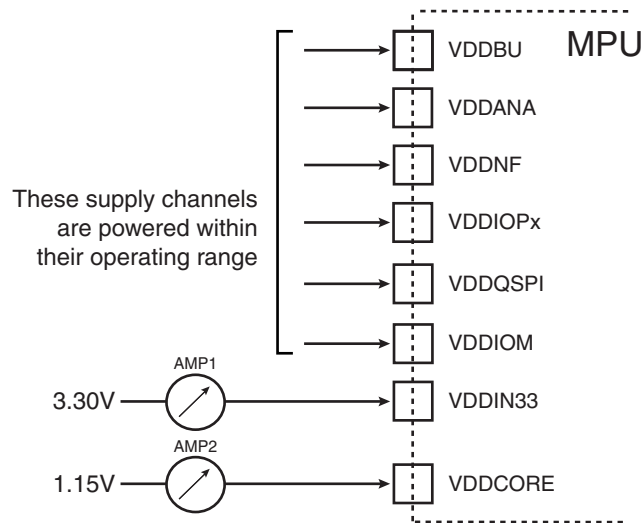 MPU
VDDBU
VDDANA
VDDNF
These supply channels
are powered within
their operating range
VDDIOPx
VDDQSPI
VDDIOM
AMP1
3.30V
VDDIN33
AMP2
1.15V
VDDCORE